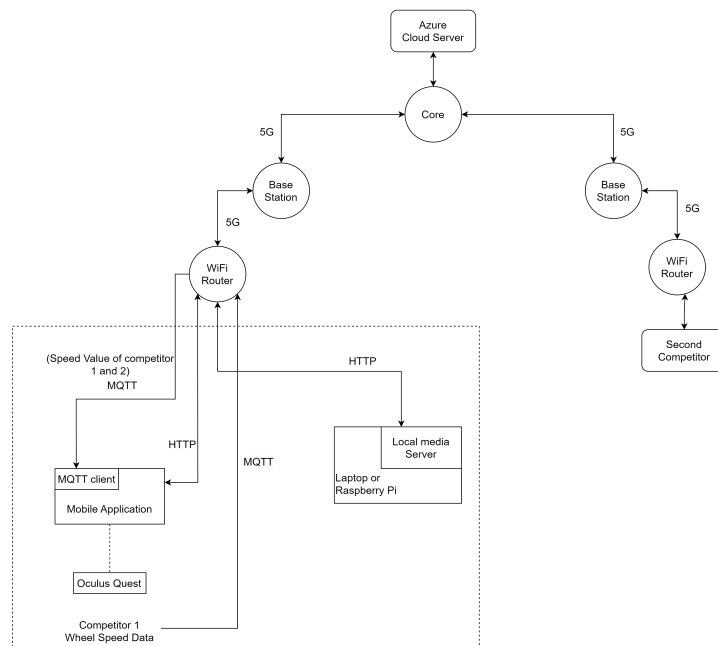 Azure
Cloud Server
Core
5G
5G
Base
Station
Base
Station
5G
5G
WiFi
Router
WiFi
Router
(Speed Value of competitor
1 and 2)
MQTT
HTTP
Second
Competitor
HTTP
MQTT
Local media
Server
Laptop or
Raspberry Pi
MQTT client
Mobile Application
Oculus Quest
Competitor 1
Wheel Speed Data